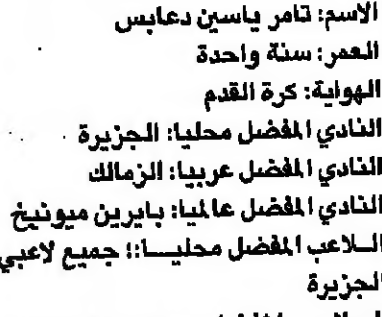 الاسم: تامر ياسين دعابس
العمر: سنة واحدة
الهواية: كرة القدم
النادي المفضل محليا: الجزيرة
النادي المفضل عربيا: الزمالك
النادي المفضل عالميا: بايرين ميونيخ
الـلاعب المفضل محليـــا:: جميع لاعبي
الجزيرة